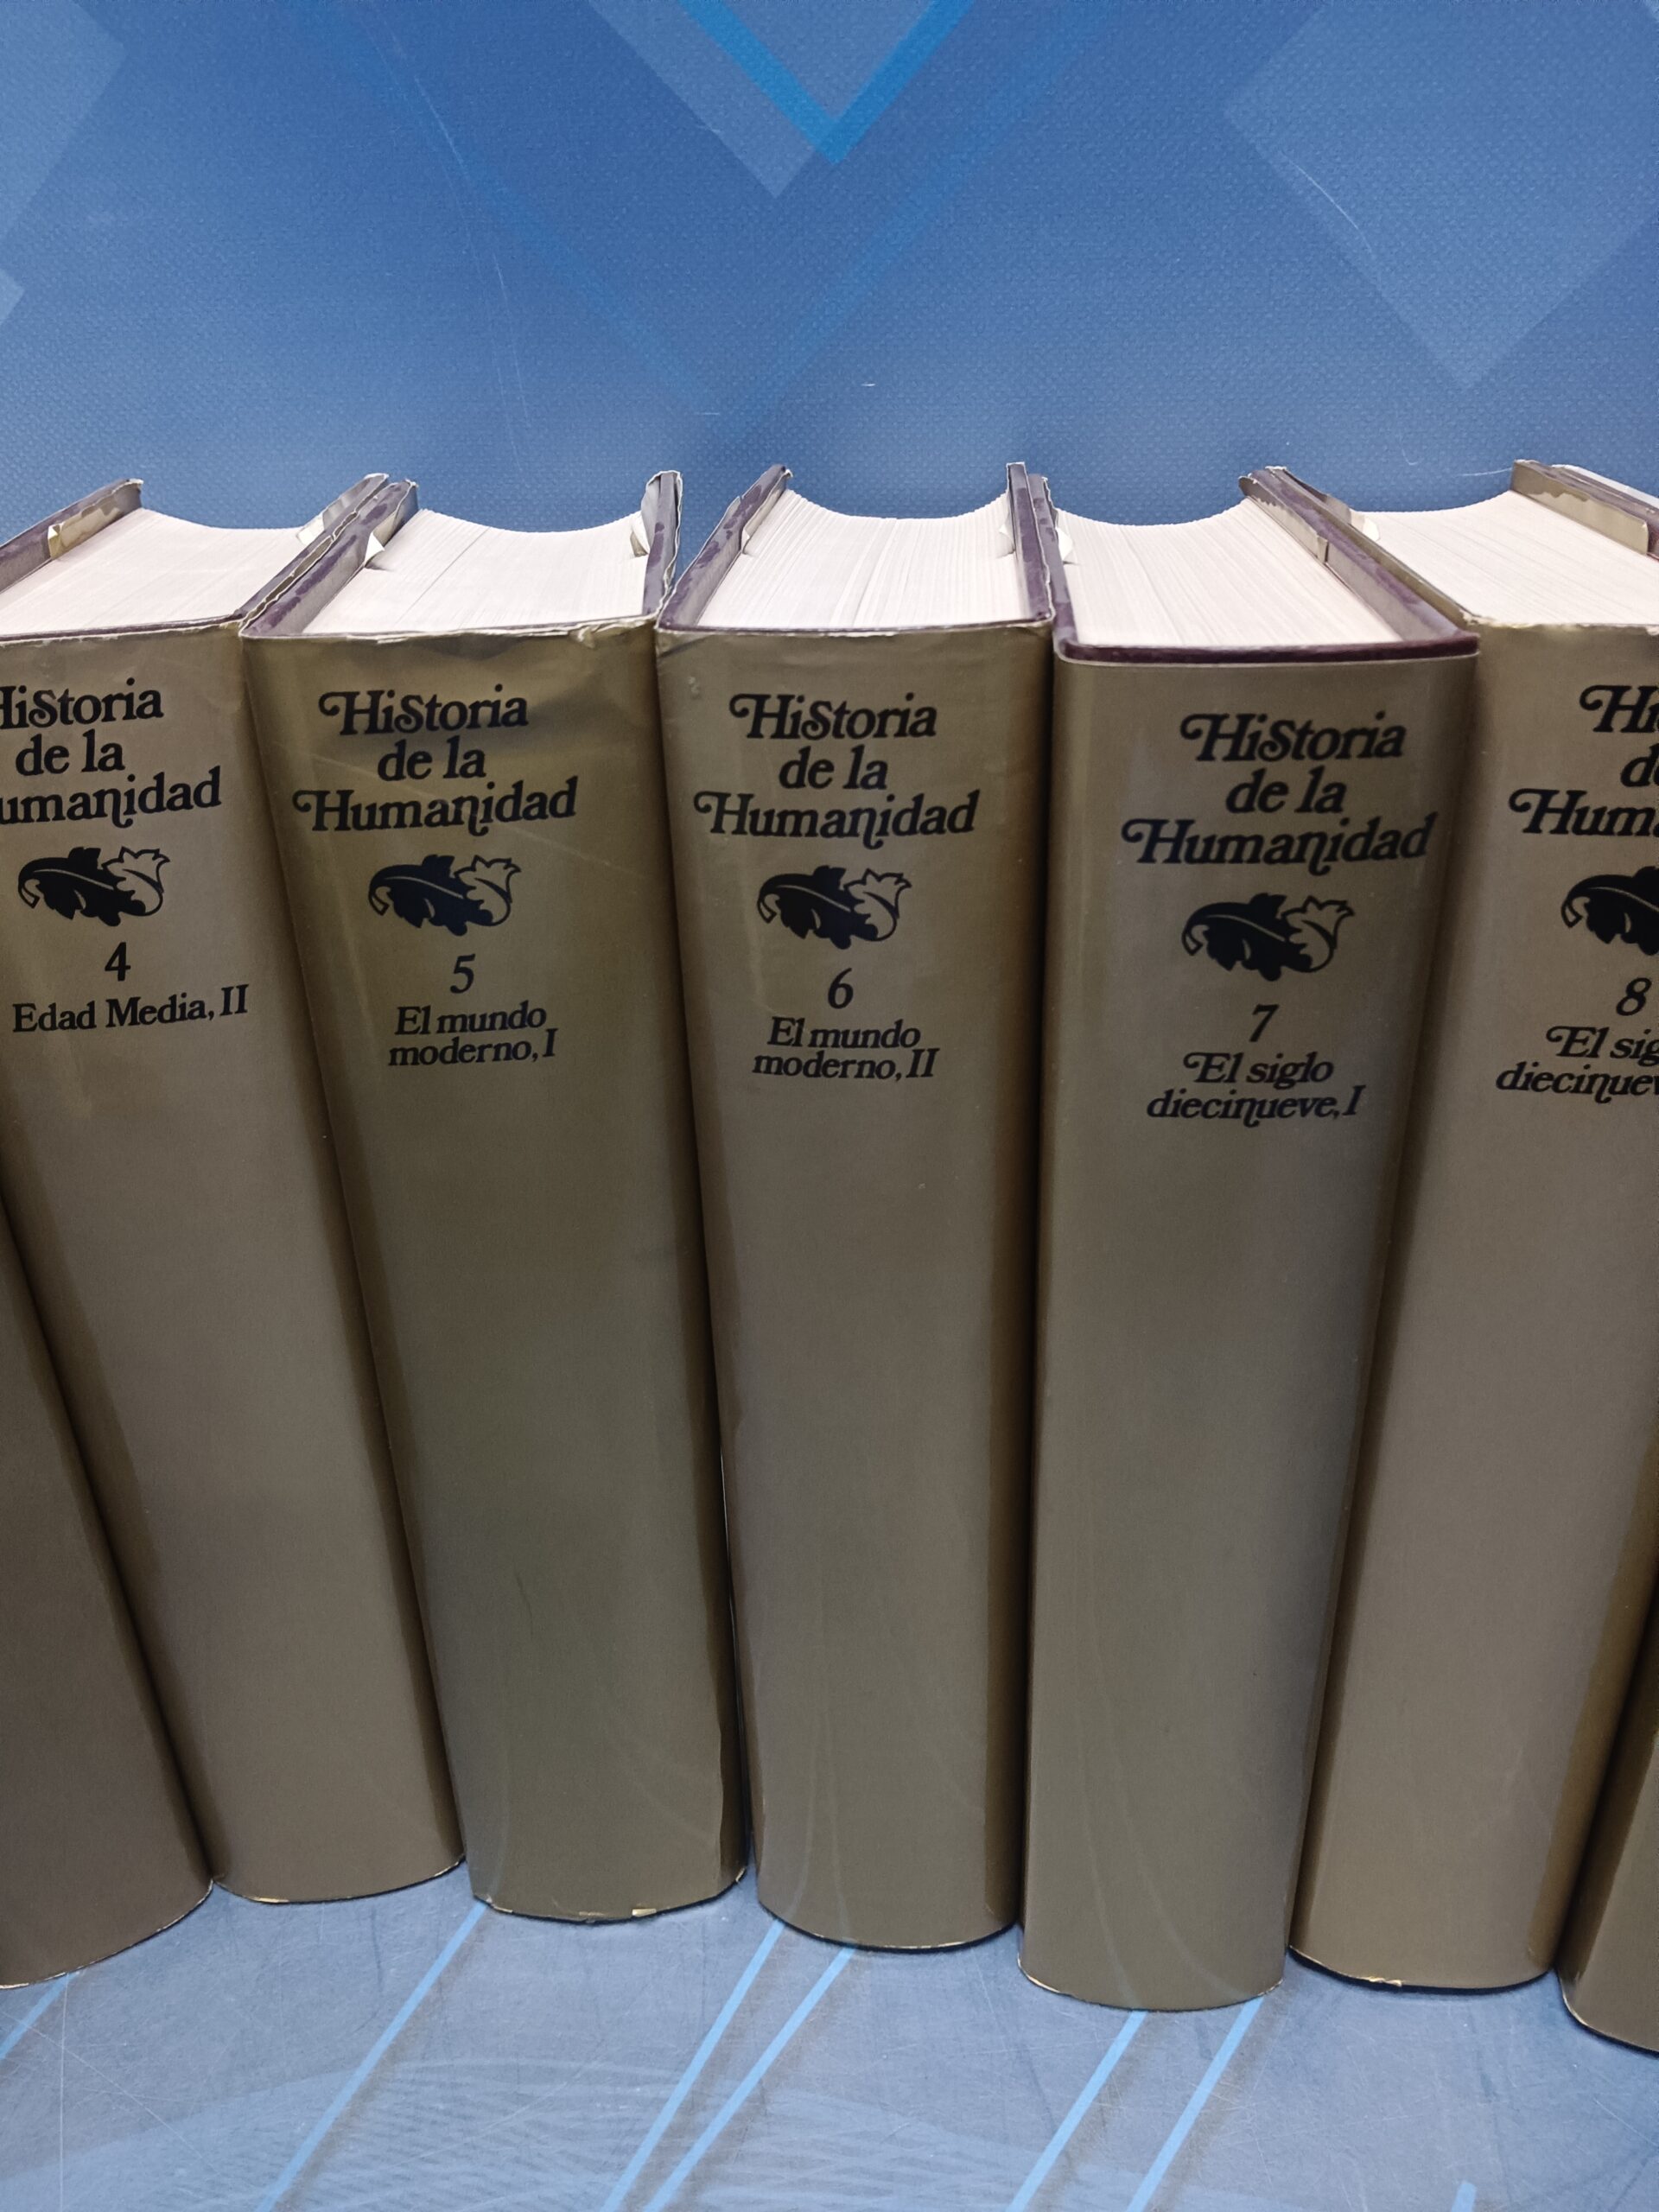 Historia
de la
Humanidad
4
Edad Media, II
Historia
de la
Humanidad
5
El mundo
moderno, I
Historia
de la
Humanidad
6
El mundo
moderno, II
Historia
de la
Humanidad
7
El siglo
diecinueve, I
8
El